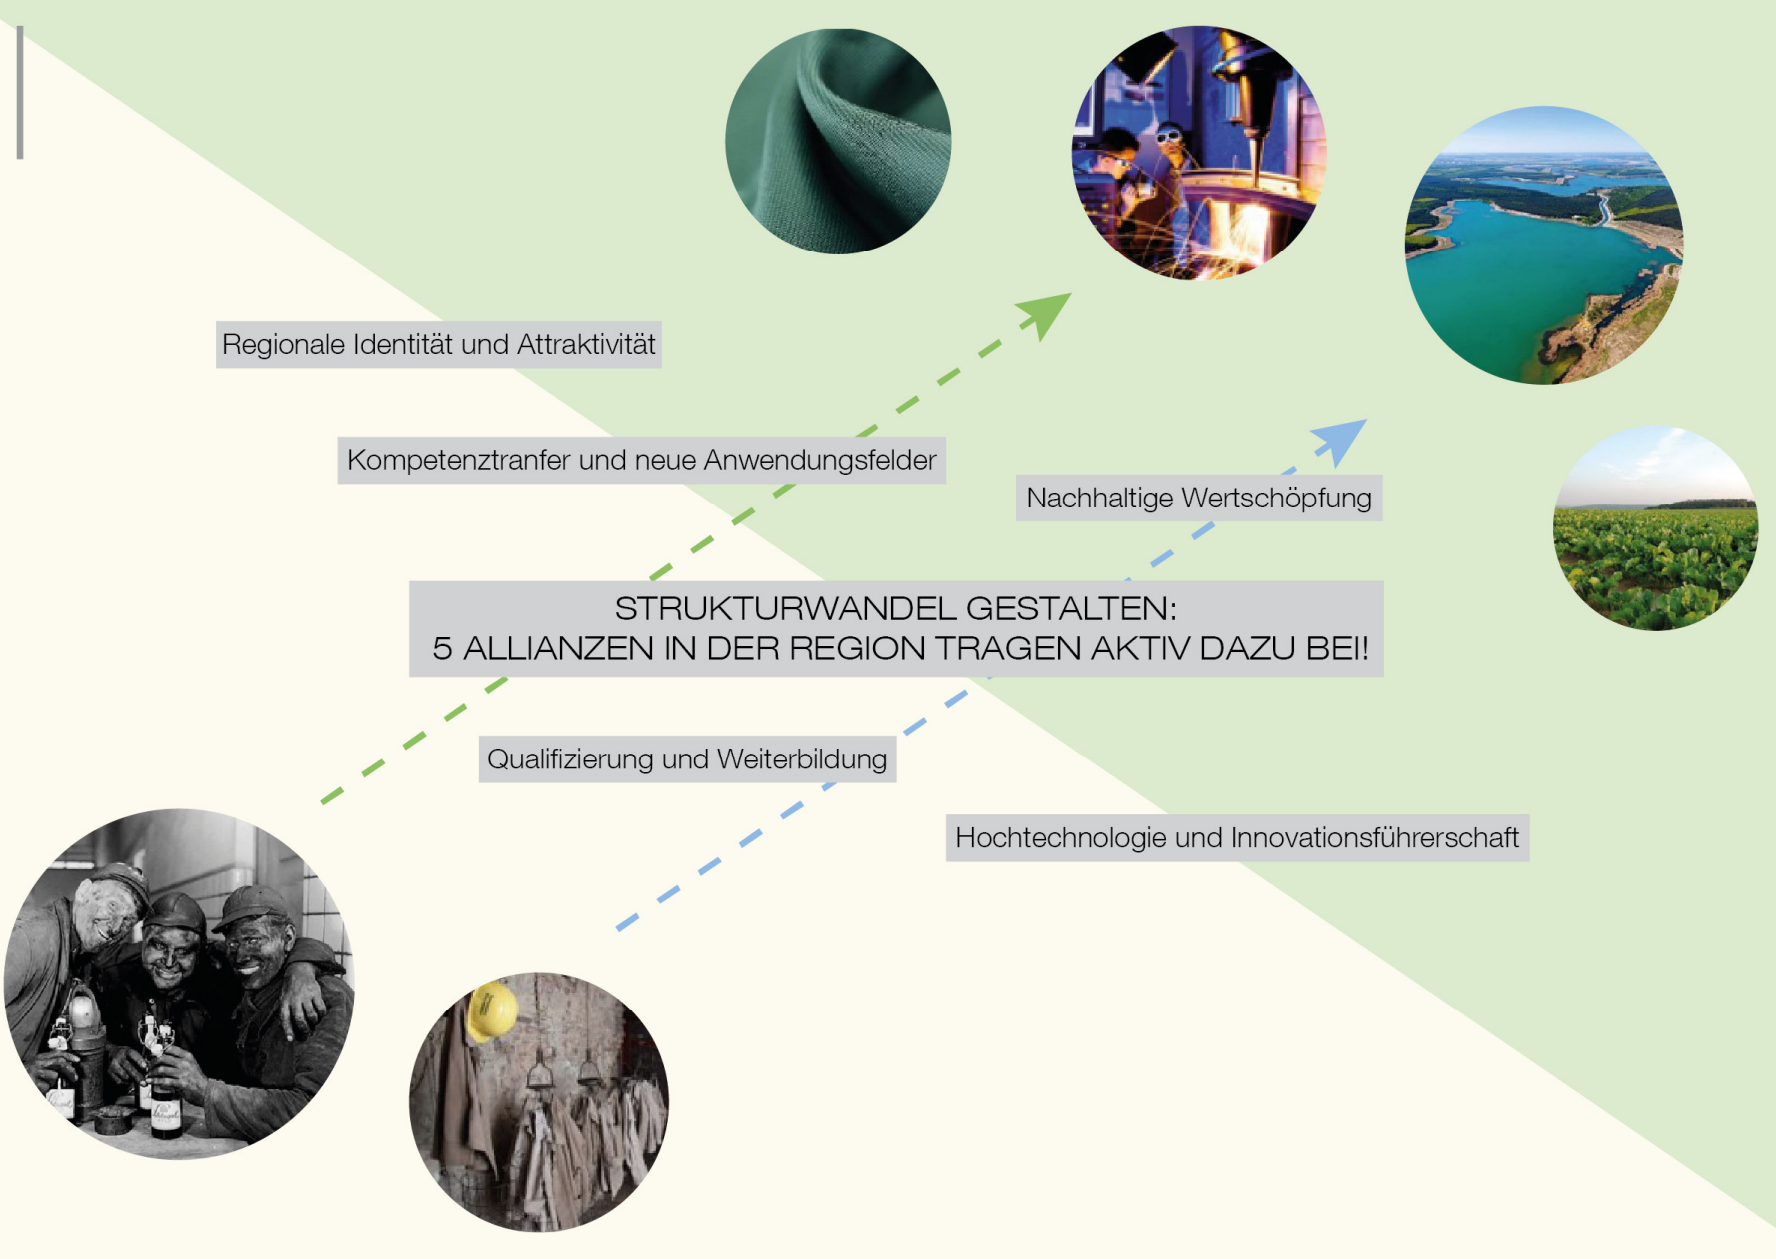 Regionale Identität und Attraktivität
Kompetenztranfer und neue Anwendungsfelder
Nachhaltige Wertschöpfung
STRUKTURWANDEL GESTALTEN:
5 ALLIANZEN IN DER REGION TRAGEN AKTIV DAZU BEI!
Qualifizierung und Weiterbildung
Hochtechnologie und Innovationsführerschaft